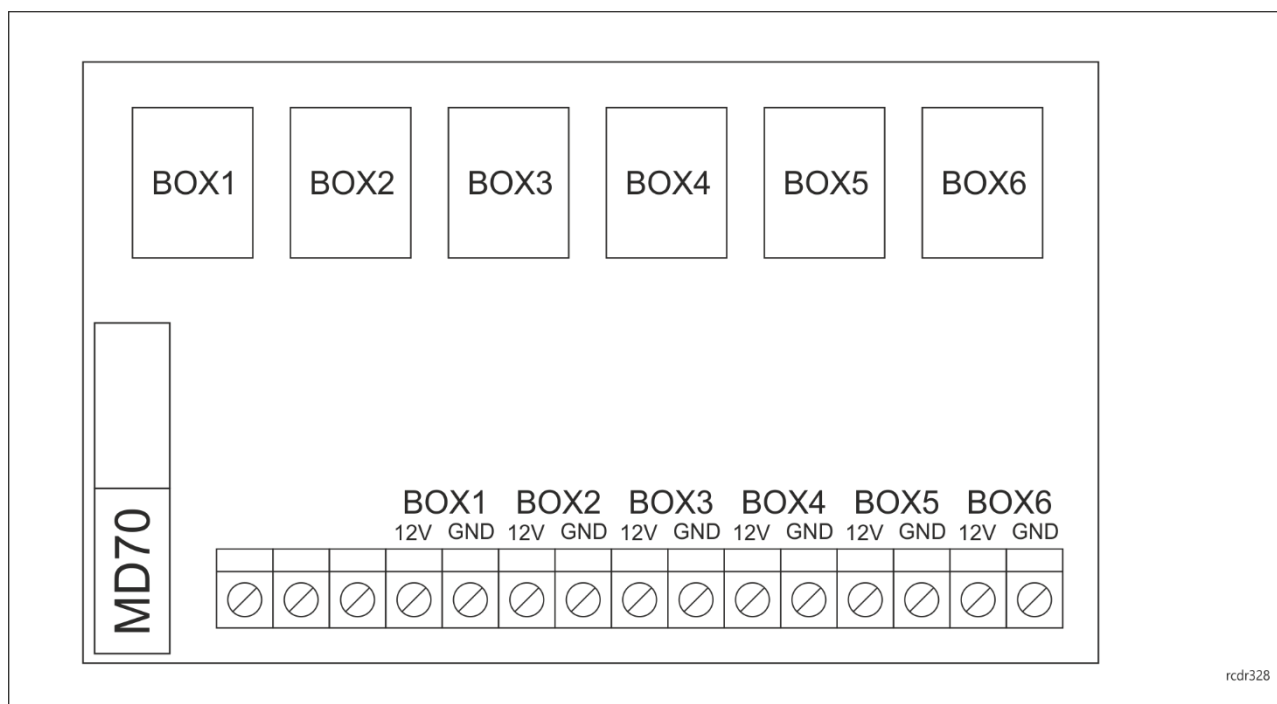 BOX1 BOX2 BOX3 BOX4 BOX5 BOX6
BOX1 BOX2 BOX3 BOX4 BOX5 BOX6
12V GND 12V GND 12V GND 12V GND 12V GND 12V GND
MD70
rcdr328